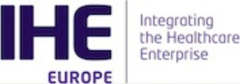 IHE
EUROPE
Integrating
the Healthcare
Enterprise